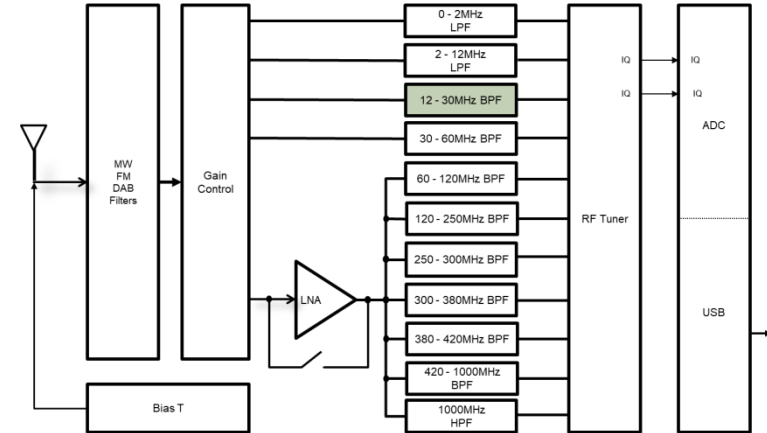 0 - 2MHz
LPF
2 - 12MHz
LPF
12 - 30MHz BPF
30 - 60MHz BPF
60 - 120MHz BPF
120 - 250MHz BPF
250 - 300MHz BPF
300 - 380MHz BPF
380 - 420MHz BPF
420 - 1000MHz
BPF
1000MHz
HPF
MW
FM
DAB
Filters
Gain
Control
LNA
Bias T
RF Tuner
IQ
IQ
IQ
IQ
ADC
USB